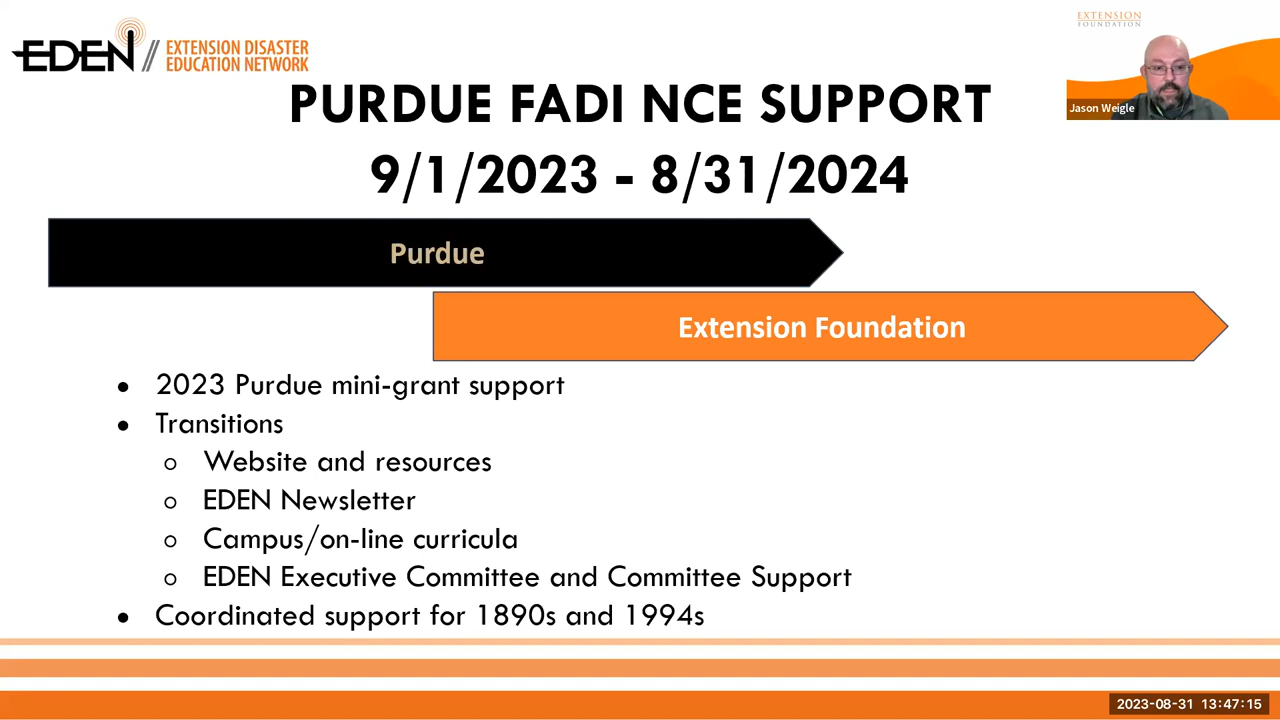 EDEN // EXTENSION DISASTER
EDUCATION NETWORK
EXTENSION
FOUNDATION
Jason Weigle
PURDUE FADI NCE SUPPORT
9/1/2023 - 8/31/2024
Purdue
Extension Foundation
• 2023 Purdue mini-grant support
• Transitions
o Website and resources
o EDEN Newsletter
o Campus/on-line curricula
o EDEN Executive Committee and Committee Support
• Coordinated support for 1890s and 1994s
2023-08-31 13:47:15